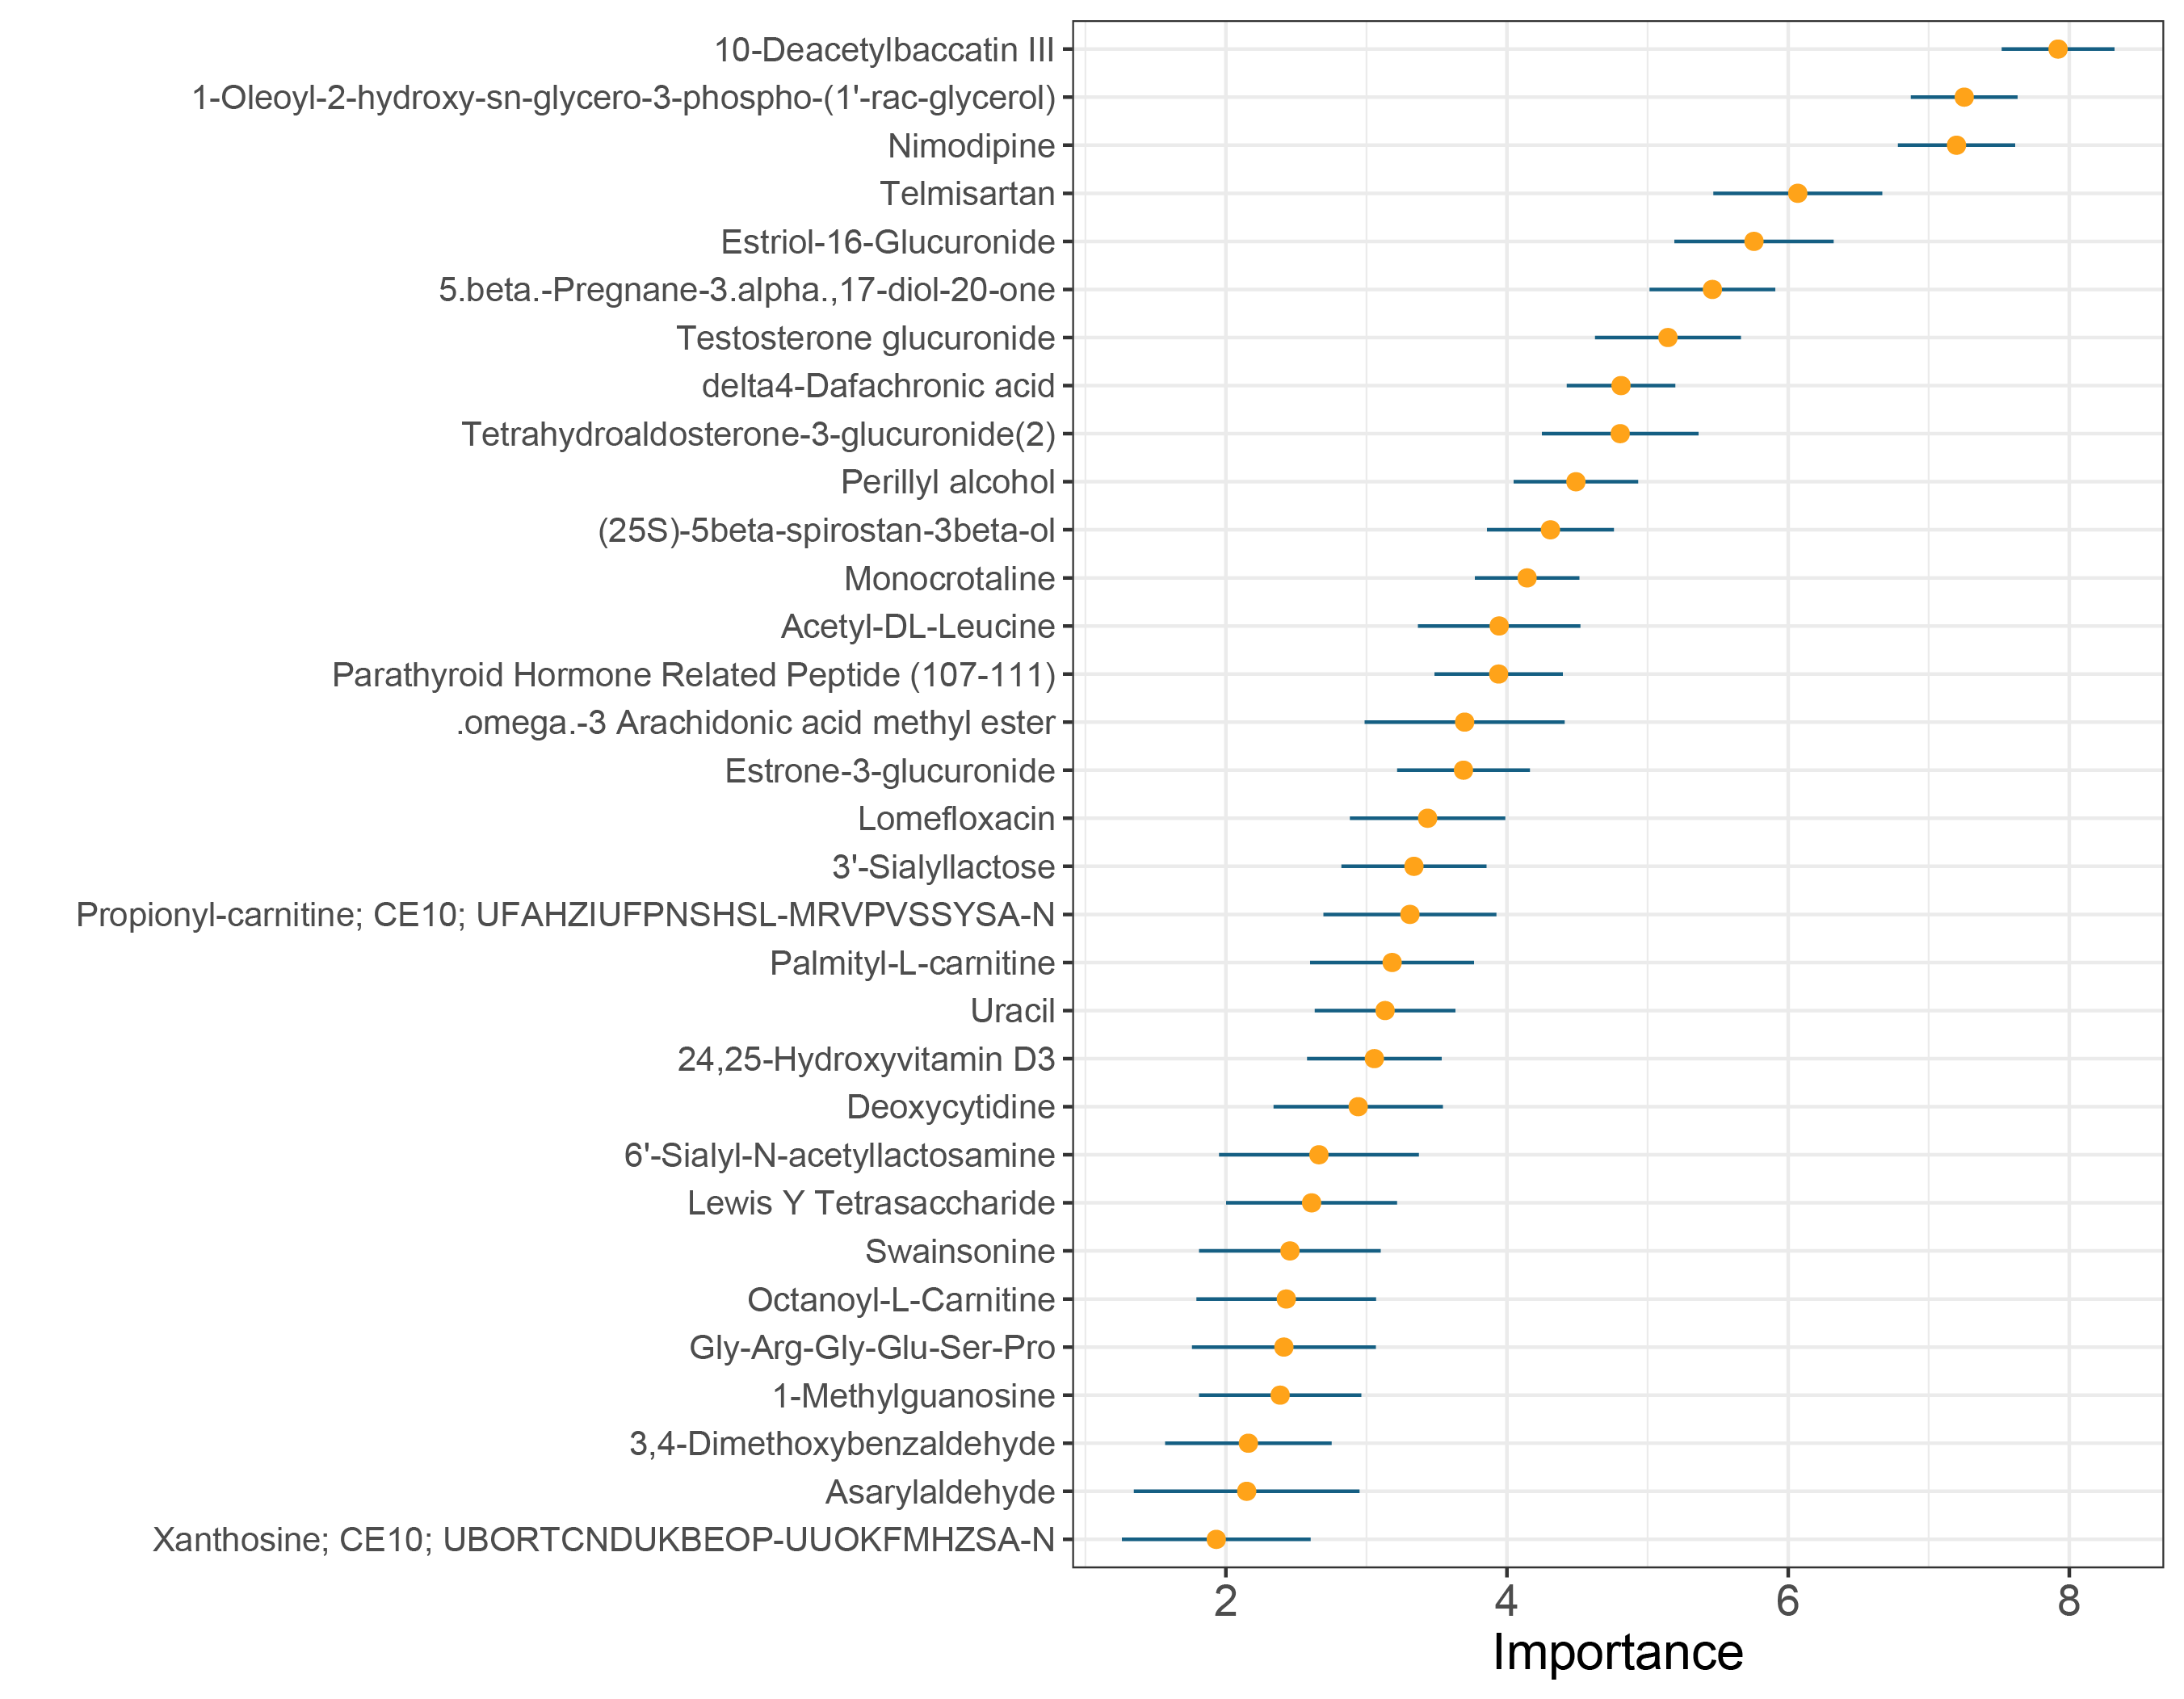 10-Deacetylbaccatin III
1-Oleoyl-2-hydroxy-sn-glycero-3-phospho-(1'-rac-glycerol)
Nimodipine
Telmisartan
Estriol-16-Glucuronide
5.beta.-Pregnane-3.alpha.,17-diol-20-one
Testosterone glucuronide
delta4-Dafachronic acid
Tetrahydroaldosterone-3-glucuronide(2)
Perillyl alcohol
(25S)-5beta-spirostan-3beta-ol
Monocrotaline
Acetyl-DL-Leucine
Parathyroid Hormone Related Peptide (107-111)
.omega.-3 Arachidonic acid methyl ester
Estrone-3-glucuronide
Lomefloxacin
3'-Sialyllactose
Propionyl-carnitine; CE10; UFAHZIUFPNSHSL-MRVPVSSYSA-N
Palmityl-L-carnitine
Uracil
24,25-Hydroxyvitamin D3
Deoxycytidine
6'-Sialyl-N-acetyllactosamine
Lewis Y Tetrasaccharide
Swainsonine
Octanoyl-L-Carnitine
Gly-Arg-Gly-Glu-Ser-Pro
1-Methylguanosine
3,4-Dimethoxybenzaldehyde
Asarylaldehyde
Xanthosine; CE10; UBORTCNDUKBEOP-UUOKFMHZSA-N
2 4 6 8
Importance